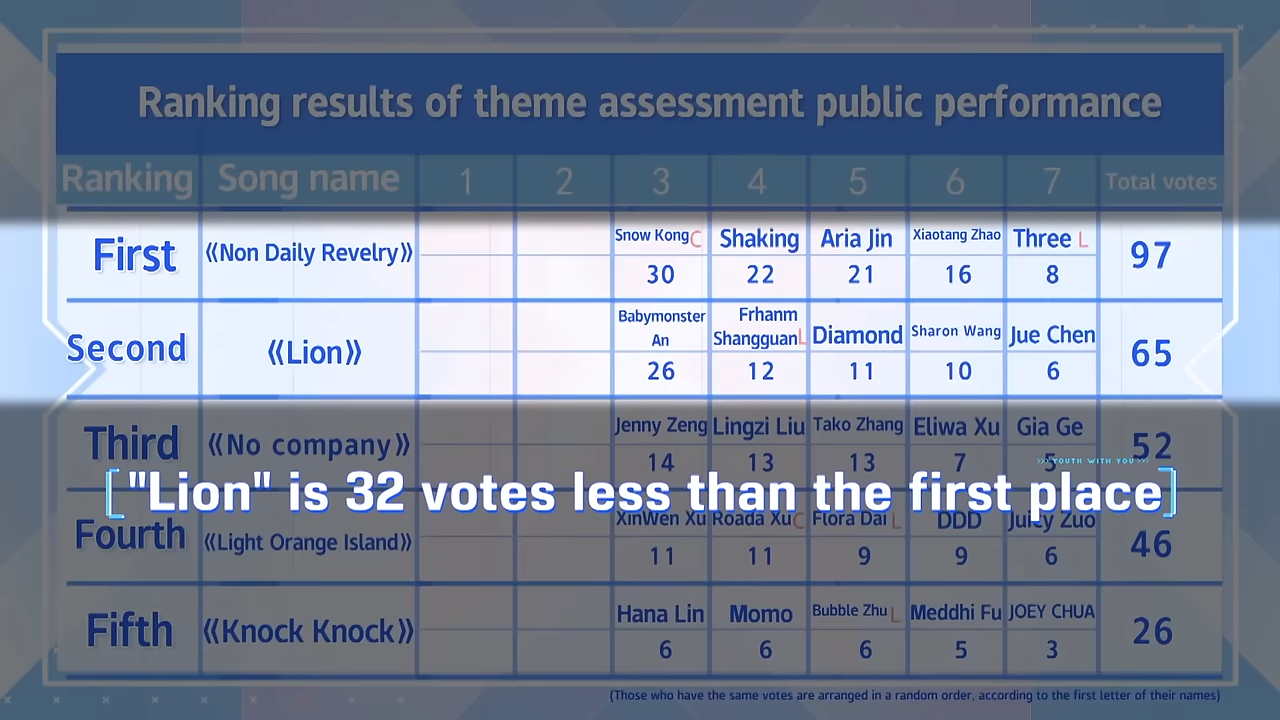 Ranking results of theme assessment public performance
Ranking Song name 1 2 3 4 5 6 7 Total votes
First 《Non Daily Revelry》 Snow Kong C Shaking Aria Jin Xiaotang Zhao Three L 97
30 22 21 16 8
Second 《Lion》 Babymonster An Frhanm Shangguan L Diamond Sharon Wang Jue Chen 65
26 12 11 10 6
Third 《No company》 Jenny Zeng Lingzi Liu Tako Zhang Eliwa Xu Gia Ge 52
14 13 13 7 5
>>> YOUTH WITH YOU >>>
["Lion" is 32 votes less than the first place]
Fourth 《Light Orange Island》 XinWen Xu Roada Xu C Flora Dai L DDD Juicy Zuo 46
11 11 9 9 6
Fifth 《Knock Knock》 Hana Lin Momo Bubble Zhu L Meddhi Fu JOEY CHUA 26
6 6 6 5 3
(Those who have the same votes are arranged in a random order, according to the first letter of their names)